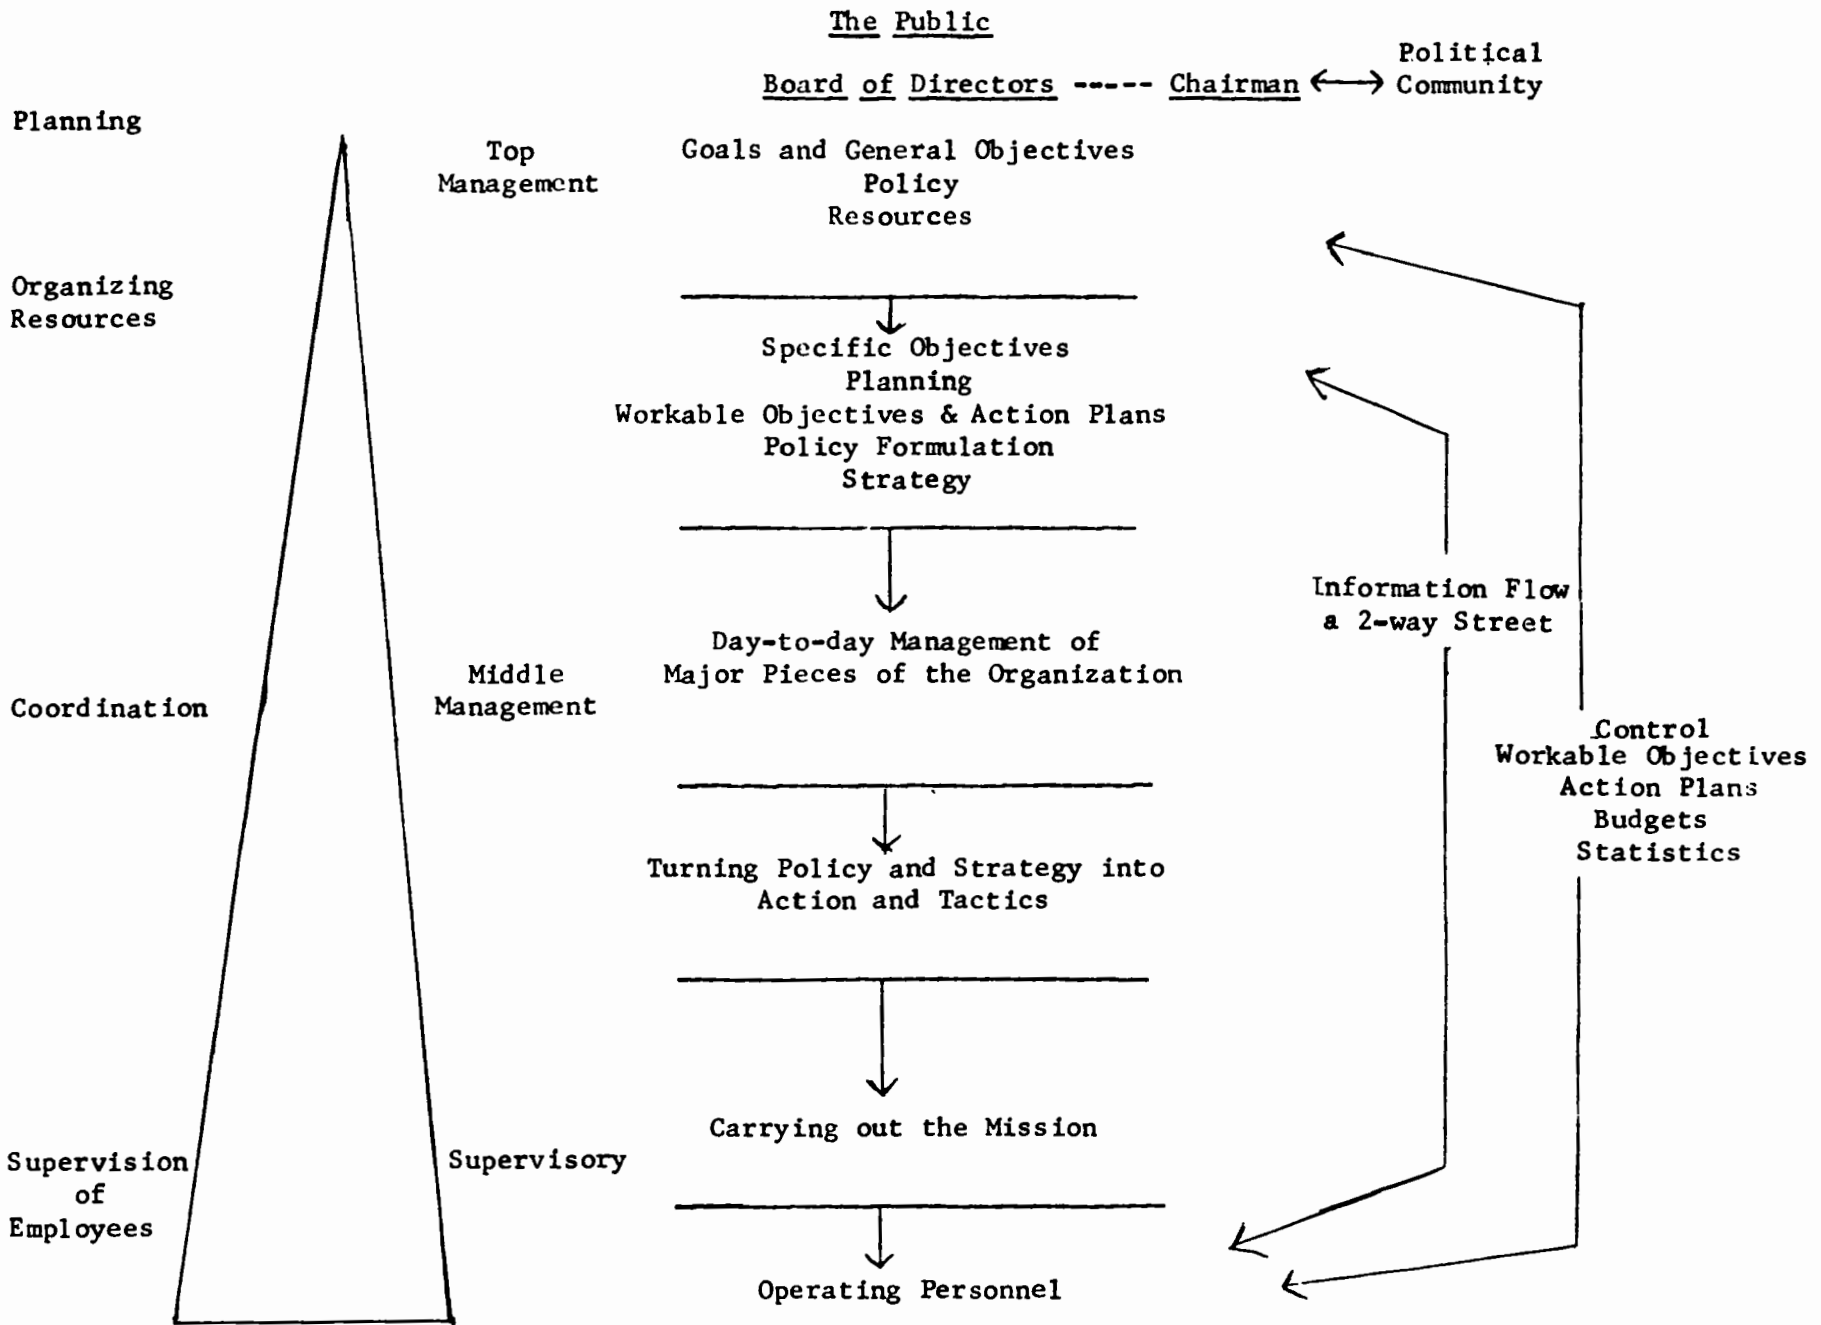 The Public
Political
Board of Directors ----- Chairman
Community
Planning
Top
Management
Goals and General Objectives
Policy
Resources
Organizing
Resources
Specific Objectives
Planning
Workable Objectives & Action Plans
Policy Formulation
Strategy
Information Flow
a 2-way Street
Day-to-day Management of
Major Pieces of the Organization
Coordination
Middle
Management
Control
Workable Objectives
Action Plans
Budgets
Statistics
Turning Policy and Strategy into
Action and Tactics
Carrying out the Mission
Supervision
of
Employees
Supervisory
Operating Personnel